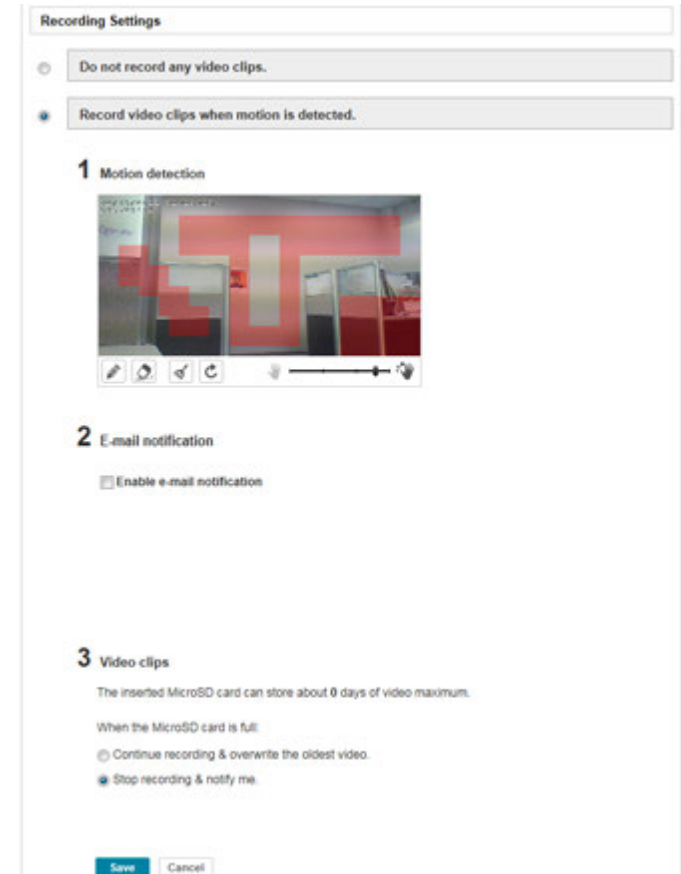 Recording Settings
Do not record any video clips.
Record video clips when motion is detected.
1 Motion detection
2 E-mail notification
Enable e-mail notification
3 Video clips
The inserted MicroSD card can store about 0 days of video maximum.
When the MicroSD card is full:
Continue recording & overwrite the oldest video.
Stop recording & notify me.
Save Cancel